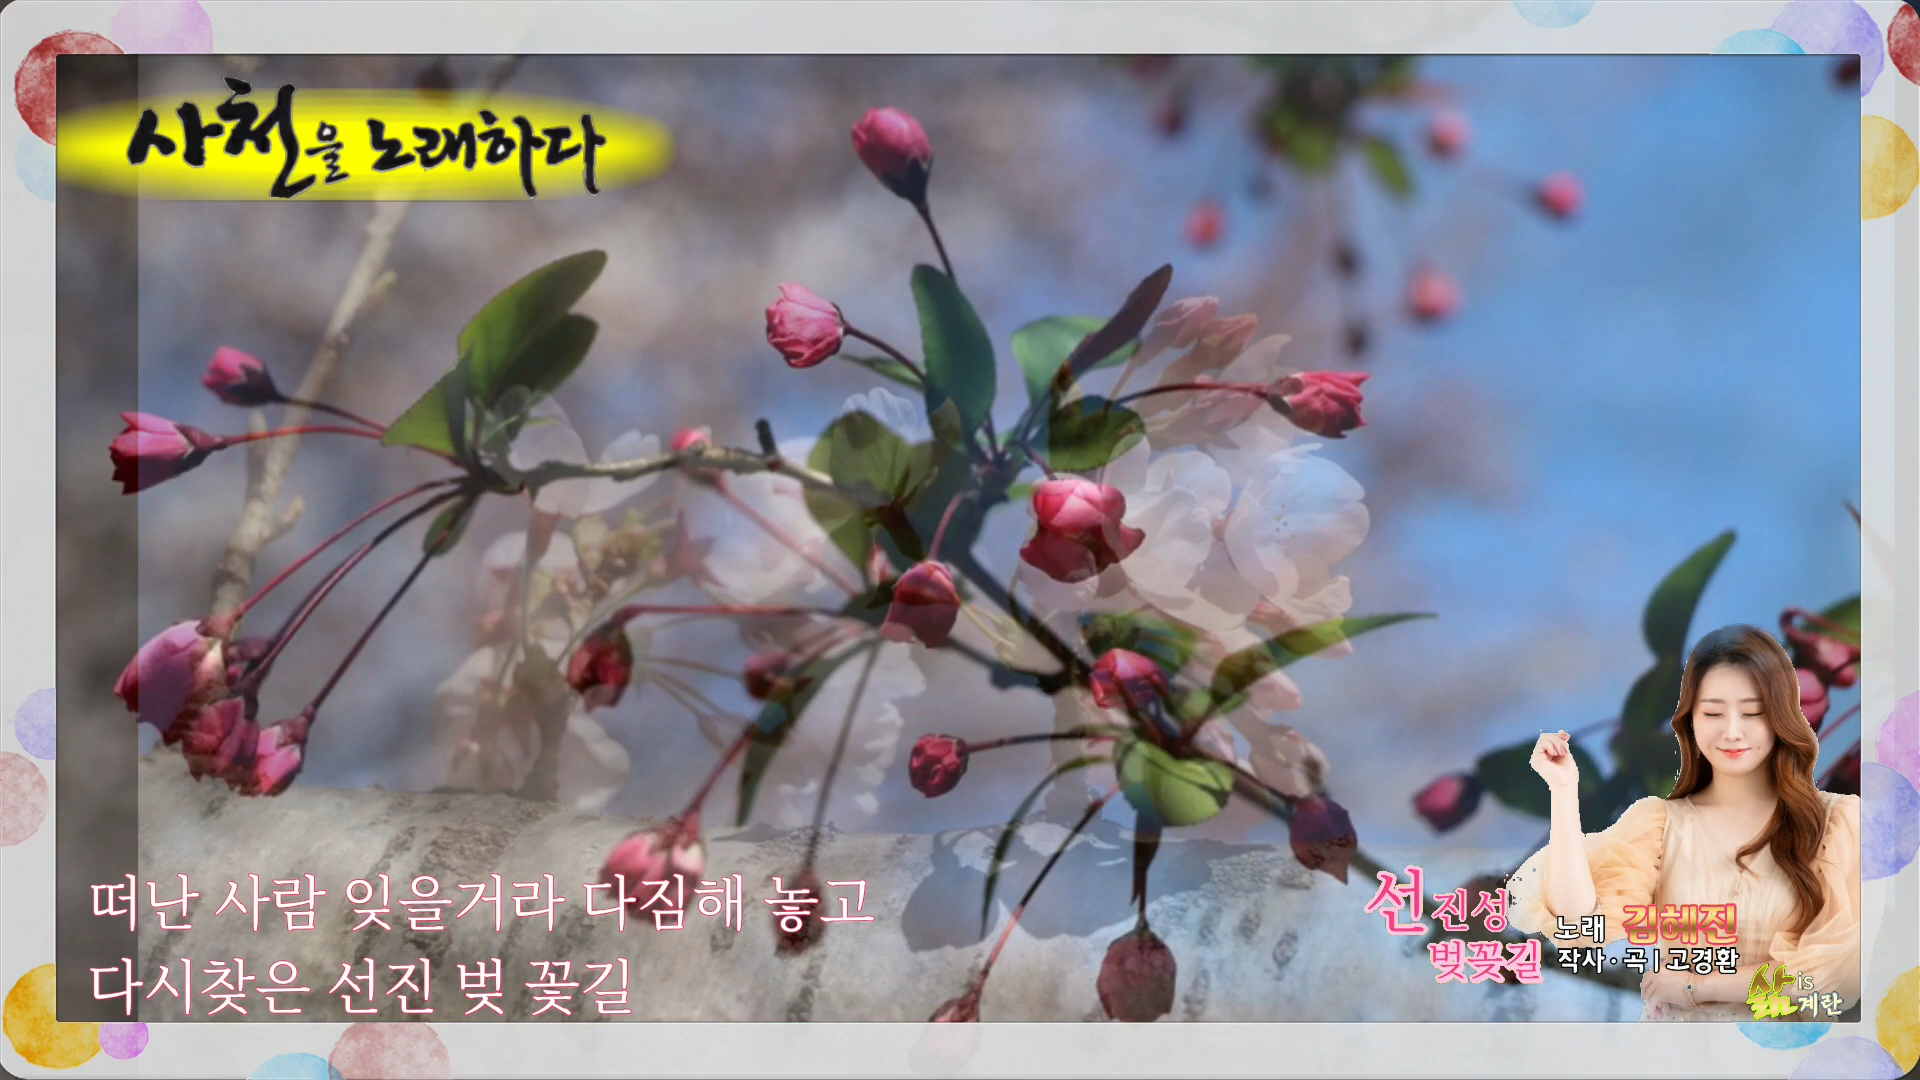 사천을 노래하다
떠난 사람 잊을거라 다짐해 놓고
다시찾은 선진 벚 꽃길
선진성
벚꽃길
노래 김혜진
작사·곡|고경환
삶is
계란